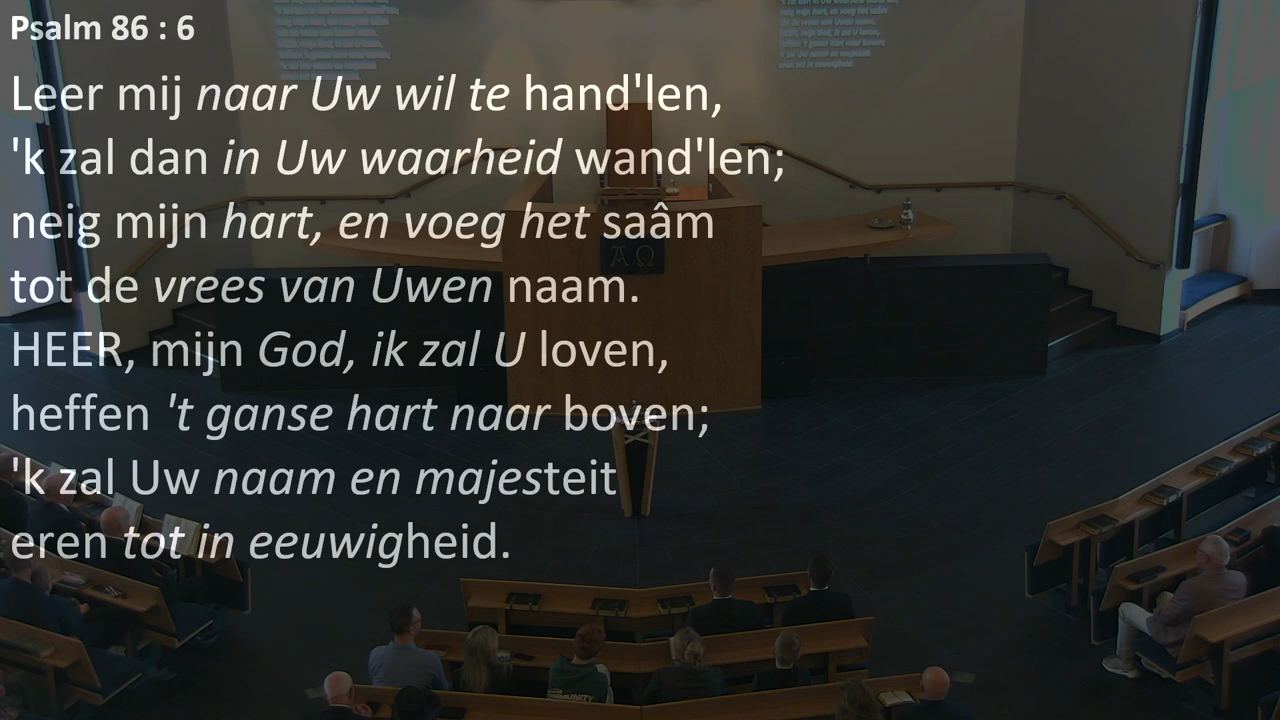 Psalm 86 : 6
Leer mij naar Uw wil te hand'len,
'k zal dan in Uw waarheid wand'len;
neig mijn hart, en voeg het saâm
tot de vrees van Uwen naam.
HEER, mijn God, ik zal U loven,
heffen 't ganse hart naar boven;
'k zal Uw naam en majesteit
eren tot in eeuwigheid.
ΑΩ
COMMUNITY